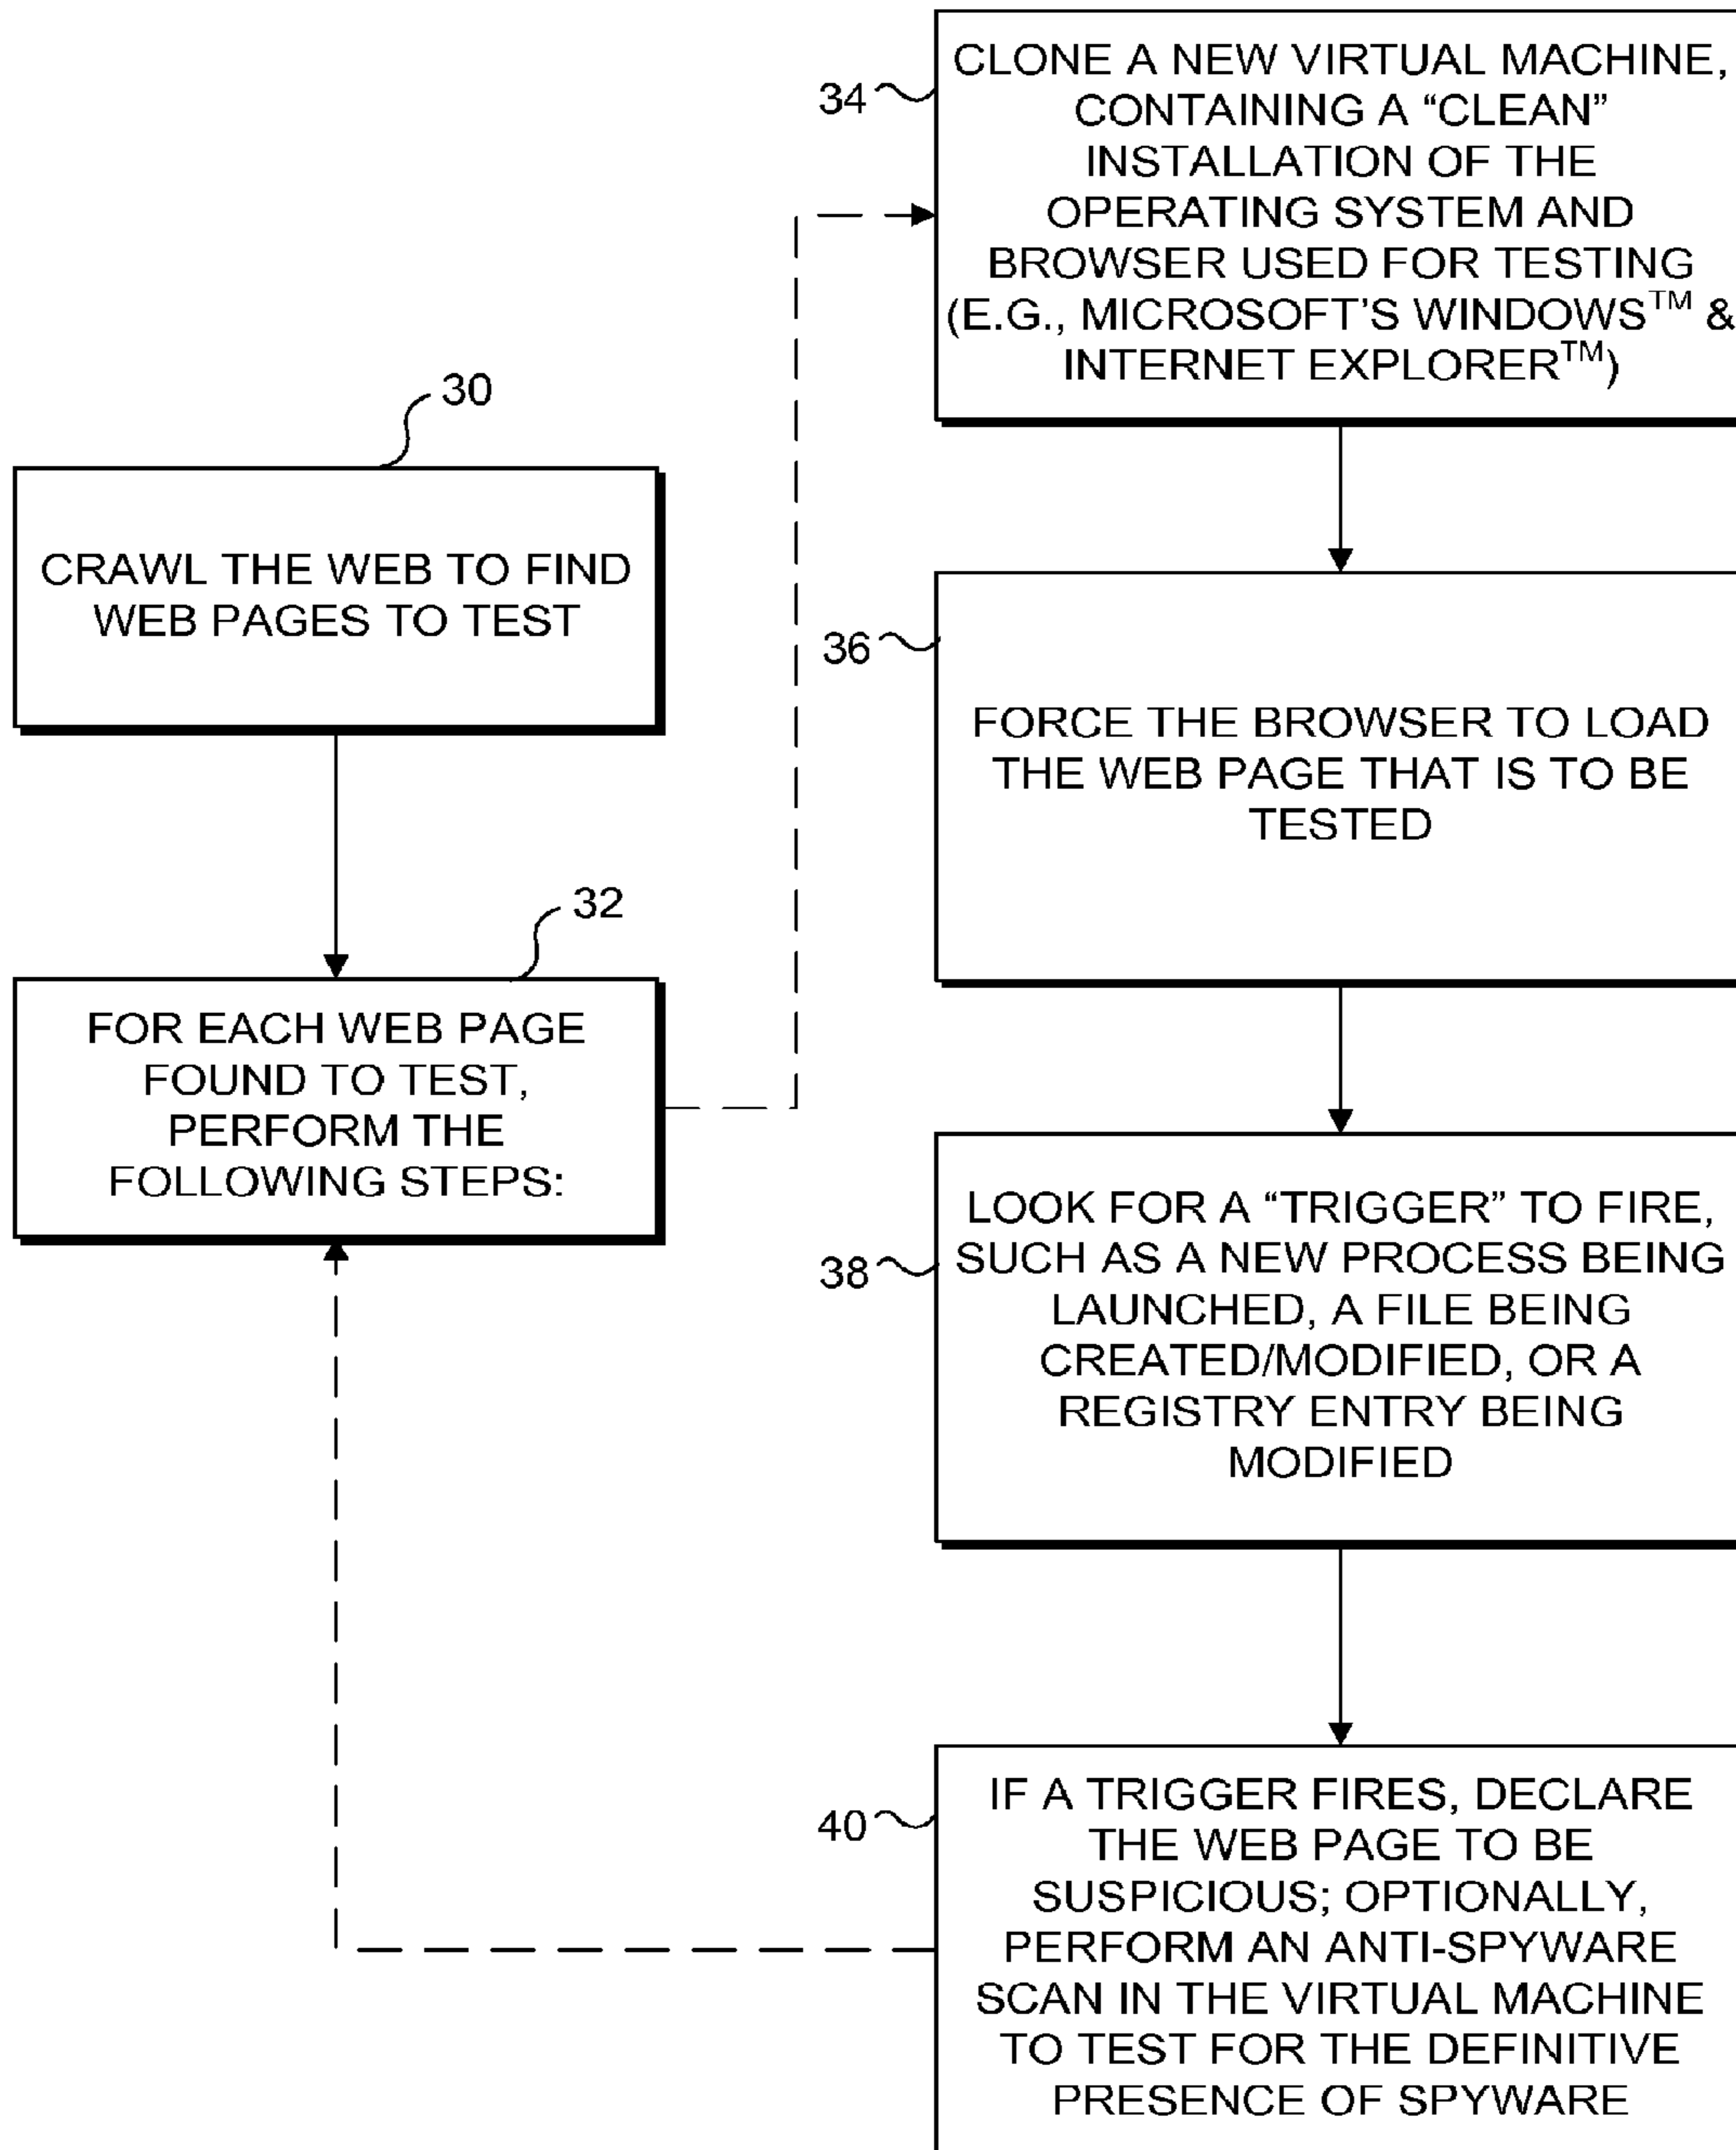 30
CRAWL THE WEB TO FIND
WEB PAGES TO TEST
32
FOR EACH WEB PAGE
FOUND TO TEST,
PERFORM THE
FOLLOWING STEPS:
34
CLONE A NEW VIRTUAL MACHINE,
CONTAINING A “CLEAN”
INSTALLATION OF THE
OPERATING SYSTEM AND
BROWSER USED FOR TESTING
(E.G., MICROSOFT’S WINDOWS™ &
INTERNET EXPLORER™)
36
FORCE THE BROWSER TO LOAD
THE WEB PAGE THAT IS TO BE
TESTED
38
LOOK FOR A “TRIGGER” TO FIRE,
SUCH AS A NEW PROCESS BEING
LAUNCHED, A FILE BEING
CREATED/MODIFIED, OR A
REGISTRY ENTRY BEING
MODIFIED
40
IF A TRIGGER FIRES, DECLARE
THE WEB PAGE TO BE
SUSPICIOUS; OPTIONALLY,
PERFORM AN ANTI-SPYWARE
SCAN IN THE VIRTUAL MACHINE
TO TEST FOR THE DEFINITIVE
PRESENCE OF SPYWARE